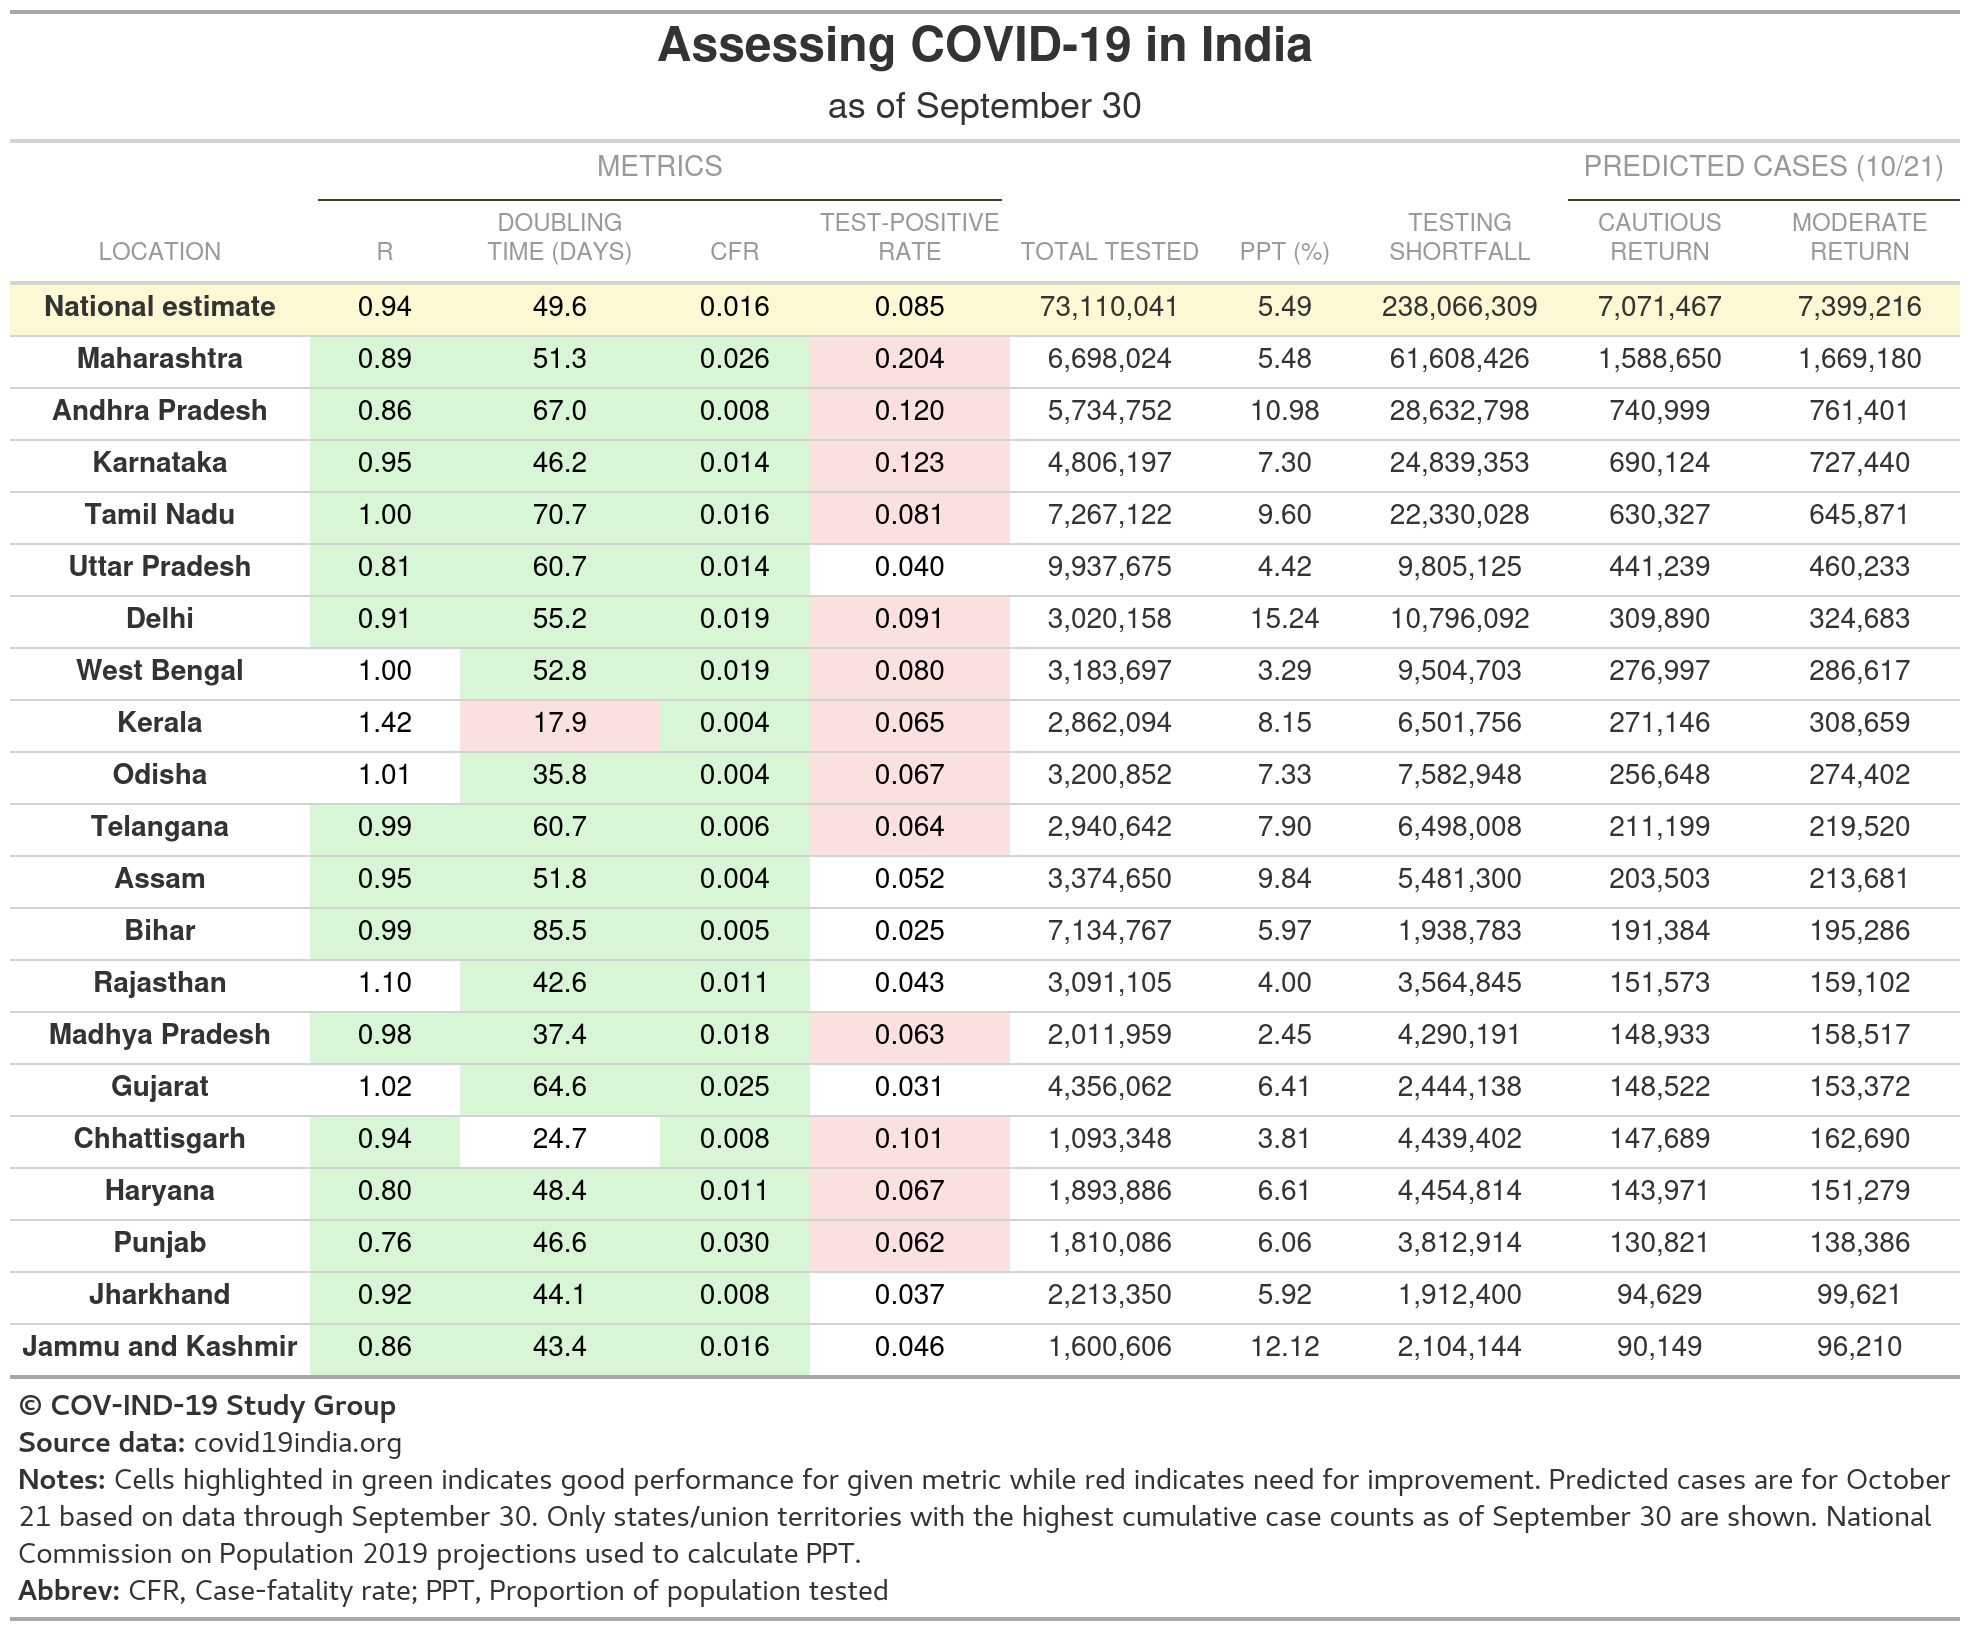 Assessing COVID-19 in India
as of September 30
METRICS PREDICTED CASES (10/21)
LOCATION R DOUBLING TIME (DAYS) CFR TEST-POSITIVE RATE TOTAL TESTED PPT (%) TESTING SHORTFALL CAUTIOUS RETURN MODERATE RETURN
National estimate 0.94 49.6 0.016 0.085 73,110,041 5.49 238,066,309 7,071,467 7,399,216
Maharashtra 0.89 51.3 0.026 0.204 6,698,024 5.48 61,608,426 1,588,650 1,669,180
Andhra Pradesh 0.86 67.0 0.008 0.120 5,734,752 10.98 28,632,798 740,999 761,401
Karnataka 0.95 46.2 0.014 0.123 4,806,197 7.30 24,839,353 690,124 727,440
Tamil Nadu 1.00 70.7 0.016 0.081 7,267,122 9.60 22,330,028 630,327 645,871
Uttar Pradesh 0.81 60.7 0.014 0.040 9,937,675 4.42 9,805,125 441,239 460,233
Delhi 0.91 55.2 0.019 0.091 3,020,158 15.24 10,796,092 309,890 324,683
West Bengal 1.00 52.8 0.019 0.080 3,183,697 3.29 9,504,703 276,997 286,617
Kerala 1.42 17.9 0.004 0.065 2,862,094 8.15 6,501,756 271,146 308,659
Odisha 1.01 35.8 0.004 0.067 3,200,852 7.33 7,582,948 256,648 274,402
Telangana 0.99 60.7 0.006 0.064 2,940,642 7.90 6,498,008 211,199 219,520
Assam 0.95 51.8 0.004 0.052 3,374,650 9.84 5,481,300 203,503 213,681
Bihar 0.99 85.5 0.005 0.025 7,134,767 5.97 1,938,783 191,384 195,286
Rajasthan 1.10 42.6 0.011 0.043 3,091,105 4.00 3,564,845 151,573 159,102
Madhya Pradesh 0.98 37.4 0.018 0.063 2,011,959 2.45 4,290,191 148,933 158,517
Gujarat 1.02 64.6 0.025 0.031 4,356,062 6.41 2,444,138 148,522 153,372
Chhattisgarh 0.94 24.7 0.008 0.101 1,093,348 3.81 4,439,402 147,689 162,690
Haryana 0.80 48.4 0.011 0.067 1,893,886 6.61 4,454,814 143,971 151,279
Punjab 0.76 46.6 0.030 0.062 1,810,086 6.06 3,812,914 130,821 138,386
Jharkhand 0.92 44.1 0.008 0.037 2,213,350 5.92 1,912,400 94,629 99,621
Jammu and Kashmir 0.86 43.4 0.016 0.046 1,600,606 12.12 2,104,144 90,149 96,210
© COV-IND-19 Study Group
Source data: covid19india.org
Notes: Cells highlighted in green indicates good performance for given metric while red indicates need for improvement. Predicted cases are for October
21 based on data through September 30. Only states/union territories with the highest cumulative case counts as of September 30 are shown. National
Commission on Population 2019 projections used to calculate PPT.
Abbrev: CFR, Case-fatality rate; PPT, Proportion of population tested